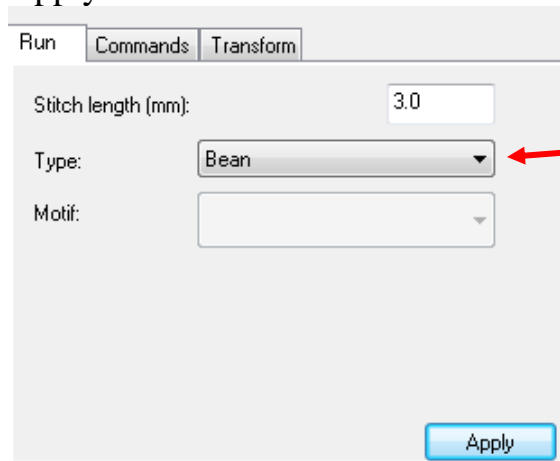 Run Commands Transform
Stitch length (mm): 3.0
Type: Bean
Motif:
Apply